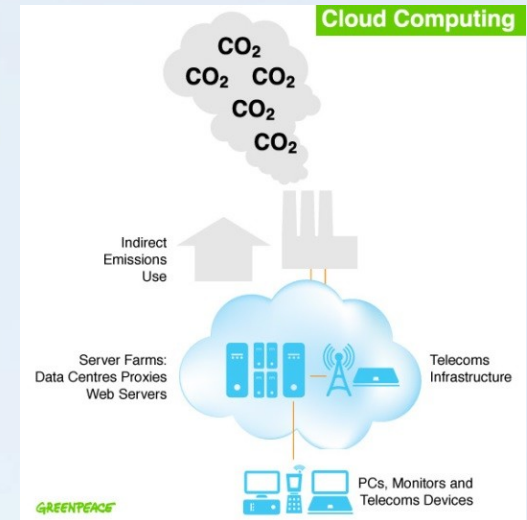 Cloud Computing
CO₂
CO₂ CO₂
CO₂
CO₂
Indirect
Emissions
Use
Server Farms:
Data Centres Proxies
Web Servers
Telecoms
Infrastructure
PCs, Monitors and
Telecoms Devices
GREENPEACE